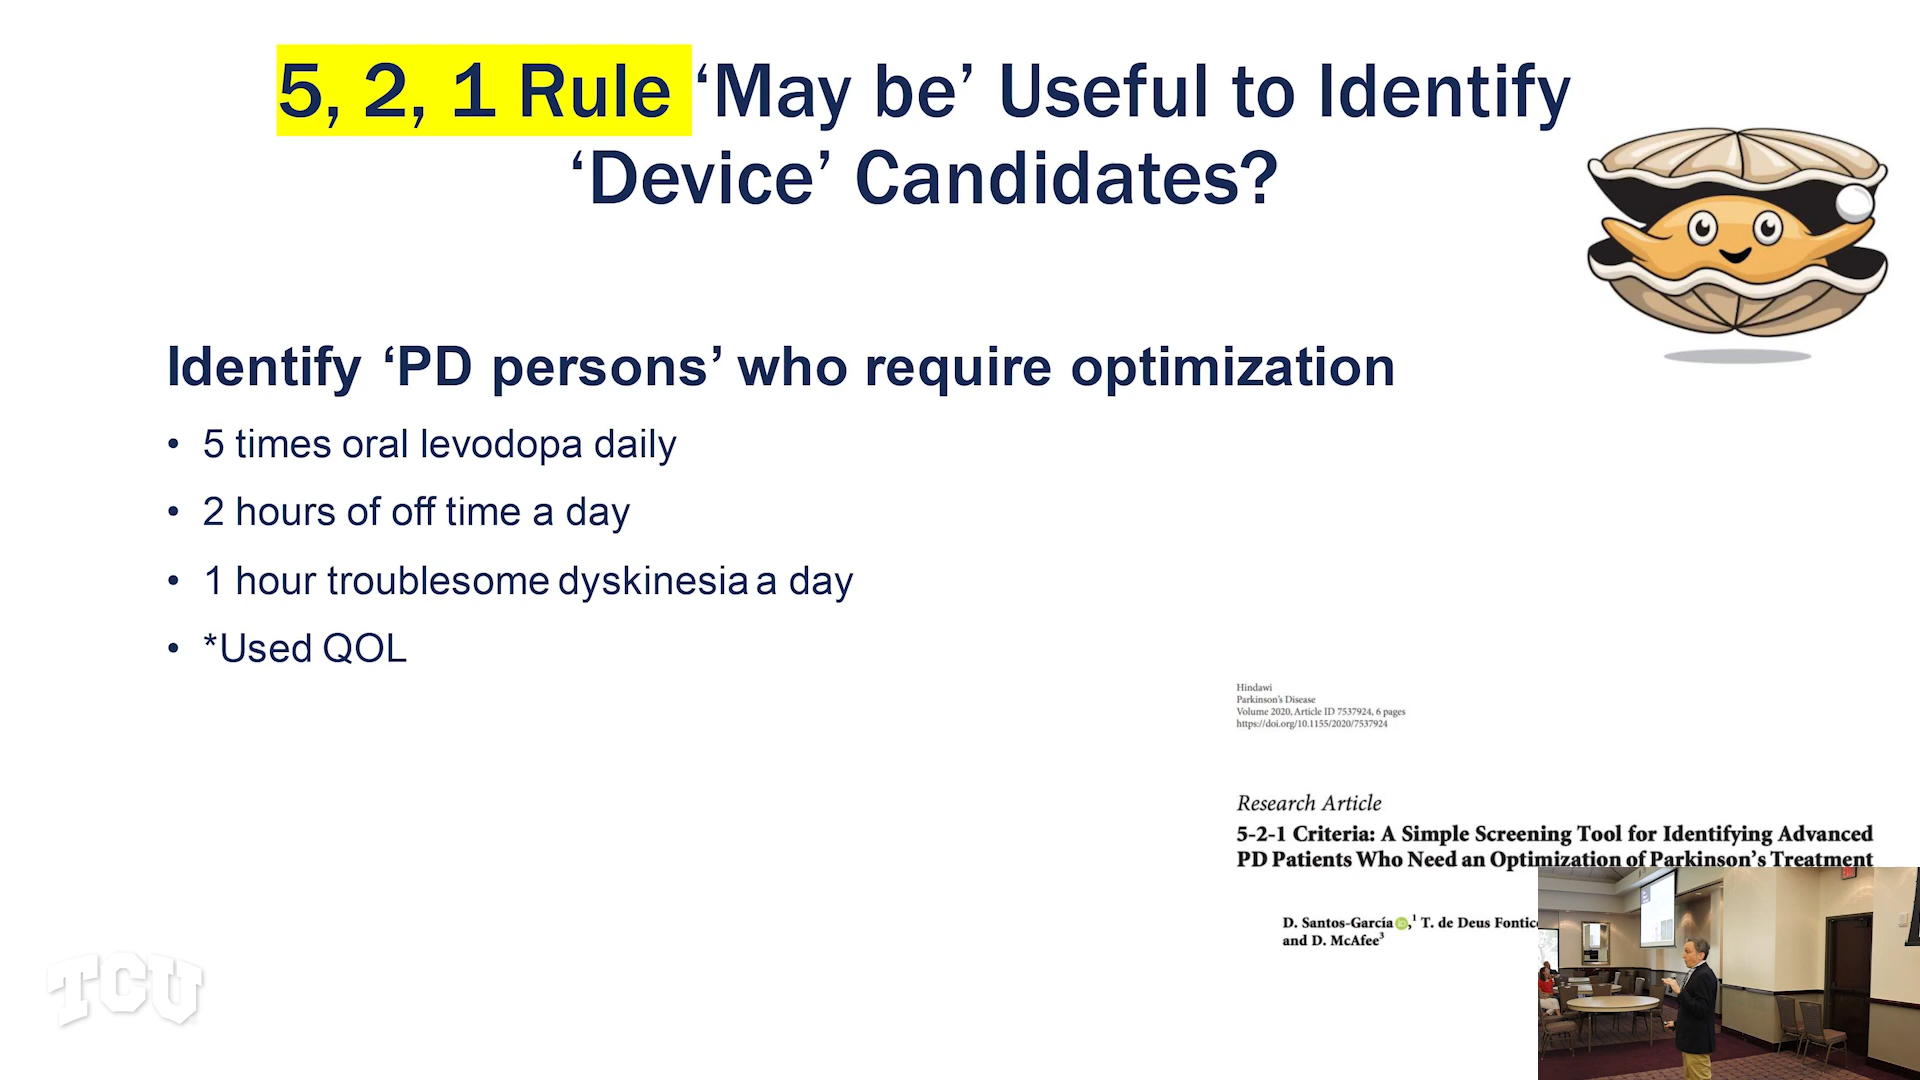 5, 2, 1 Rule ‘May be’ Useful to Identify
‘Device’ Candidates?
Identify ‘PD persons’ who require optimization
• 5 times oral levodopa daily
• 2 hours of off time a day
• 1 hour troublesome dyskinesia a day
• *Used QOL
Hindawi
Parkinson’s Disease
Volume 2020, Article ID 7537924, 6 pages
https://doi.org/10.1155/2020/7537924
Research Article
5-2-1 Criteria: A Simple Screening Tool for Identifying Advanced
PD Patients Who Need an Optimization of Parkinson’s Treatment
D. Santos-García,1 T. de Deus
and D. McAfee3
TCU